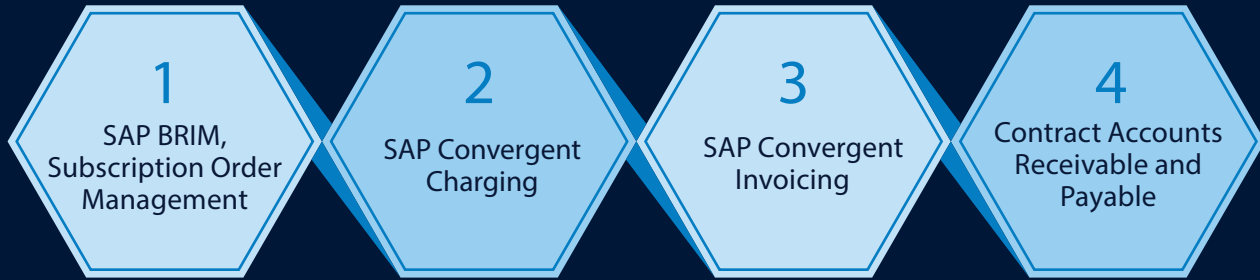 1
SAP BRIM,
Subscription Order
Management
2
SAP Convergent
Charging
3
SAP Convergent
Invoicing
4
Contract Accounts
Receivable and
Payable